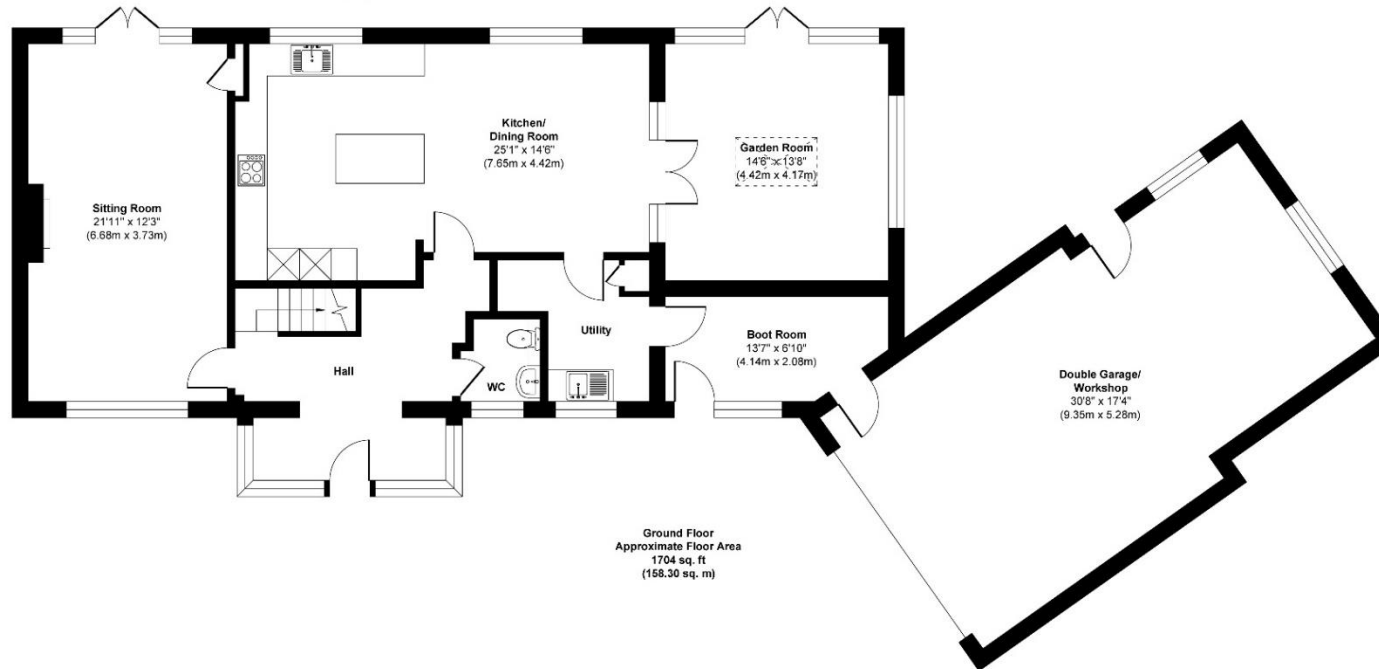 Kitchen/
Dining Room
25'1" x 14'6"
(7.65m x 4.42m)
Garden Room
14'6" x 13'8"
(4.42m x 4.17m)
Sitting Room
21'11" x 12'3"
(6.68m x 3.73m)
Utility
Boot Room
13'7" x 6'10"
(4.14m x 2.08m)
Hall
WC
Double Garage/
Workshop
30'8" x 17'4"
(9.35m x 5.28m)
Ground Floor
Approximate Floor Area
1704 sq. ft
(158.30 sq. m)